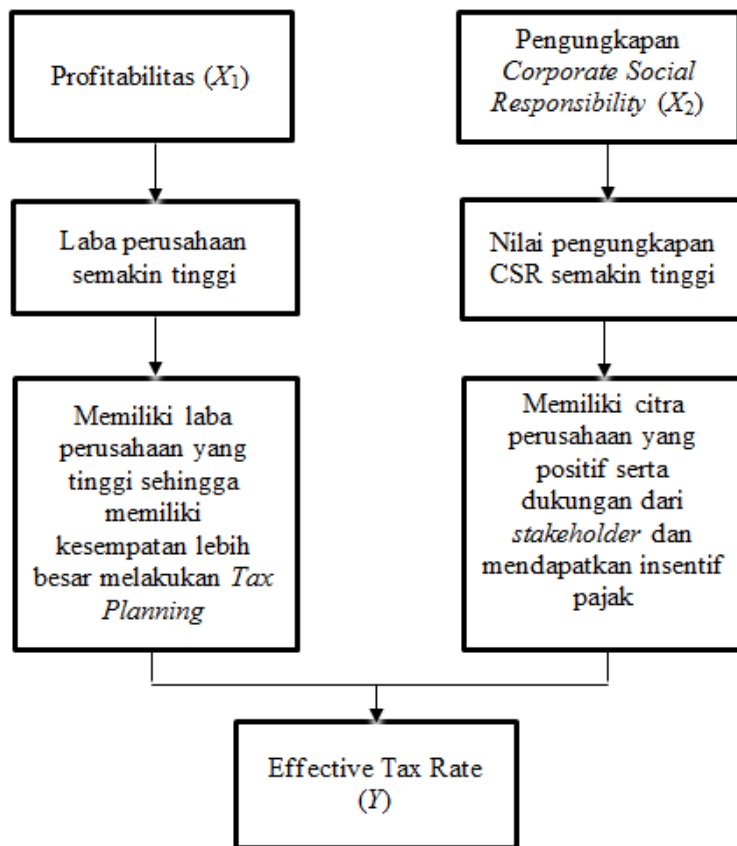 Profitabilitas (X1)
Laba perusahaan
semakin tinggi
Memiliki laba
perusahaan yang
tinggi sehingga
memiliki
kesempatan lebih
besar melakukan Tax
Planning
Pengungkapan
Corporate Social
Responsibility (X2)
Nilai pengungkapan
CSR semakin tinggi
Memiliki citra
perusahaan yang
positif serta
dukungan dari
stakeholder dan
mendapatkan insentif
pajak
Effective Tax Rate
(Y)